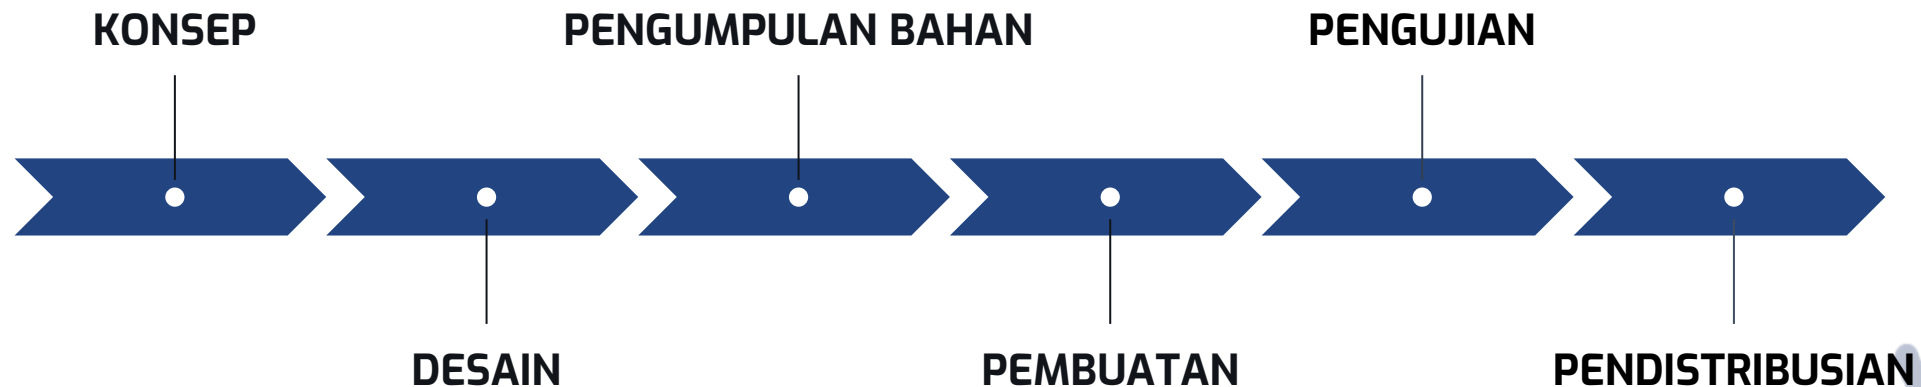 KONSEP
PENGUMPULAN BAHAN
PENGUJIAN
DESAIN
PEMBUATAN
PENDISTRIBUSIAN